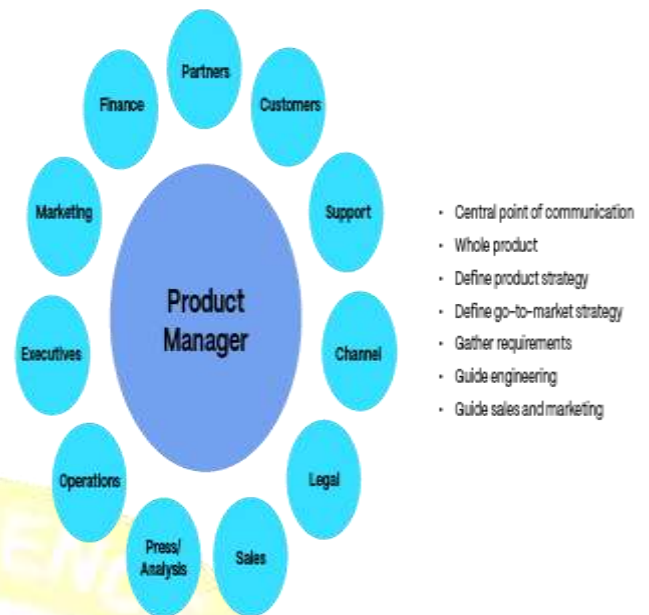 Partners
Finance
Customers
Marketing
Support
Product
Manager
Executives
Channel
Operations
Legal
Press/
Analysis
Sales
• Central point of communication
• Whole product
• Define product strategy
• Define go-to-market strategy
• Gather requirements
• Guide engineering
• Guide sales and marketing